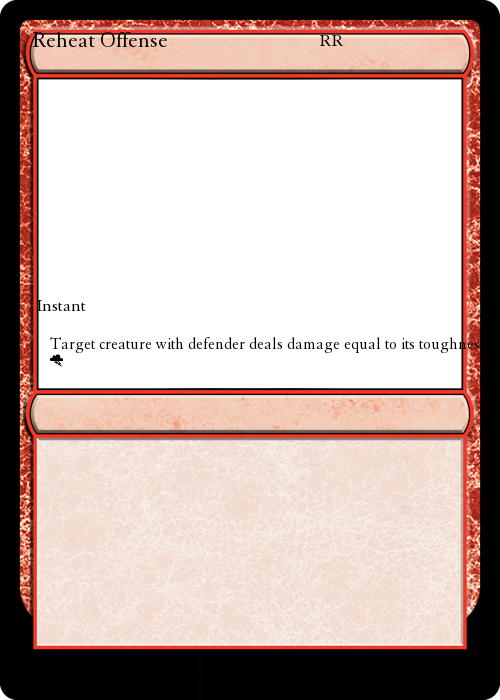 Reheat Offense RR
Instant
Target creature with defender deals damage equal to its toughnes